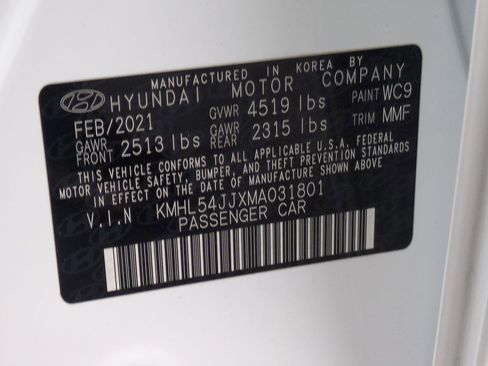 MANUFACTURED IN KOREA BY
HYUNDAI MOTOR COMPANY
FEB/2021 GVWR 4519 lbs PAINT WC9
GAWR FRONT 2513 lbs GAWR REAR 2315 lbs TRIM MMF
THIS VEHICLE CONFORMS TO ALL APPLICABLE U.S.A. FEDERAL
MOTOR VEHICLE SAFETY, BUMPER, AND THEFT PREVENTION STANDARDS
IN EFFECT ON THE DATE OF MANUFACTURE SHOWN ABOVE.
V.I.N KMHL54JJXMA031801
PASSENGER CAR